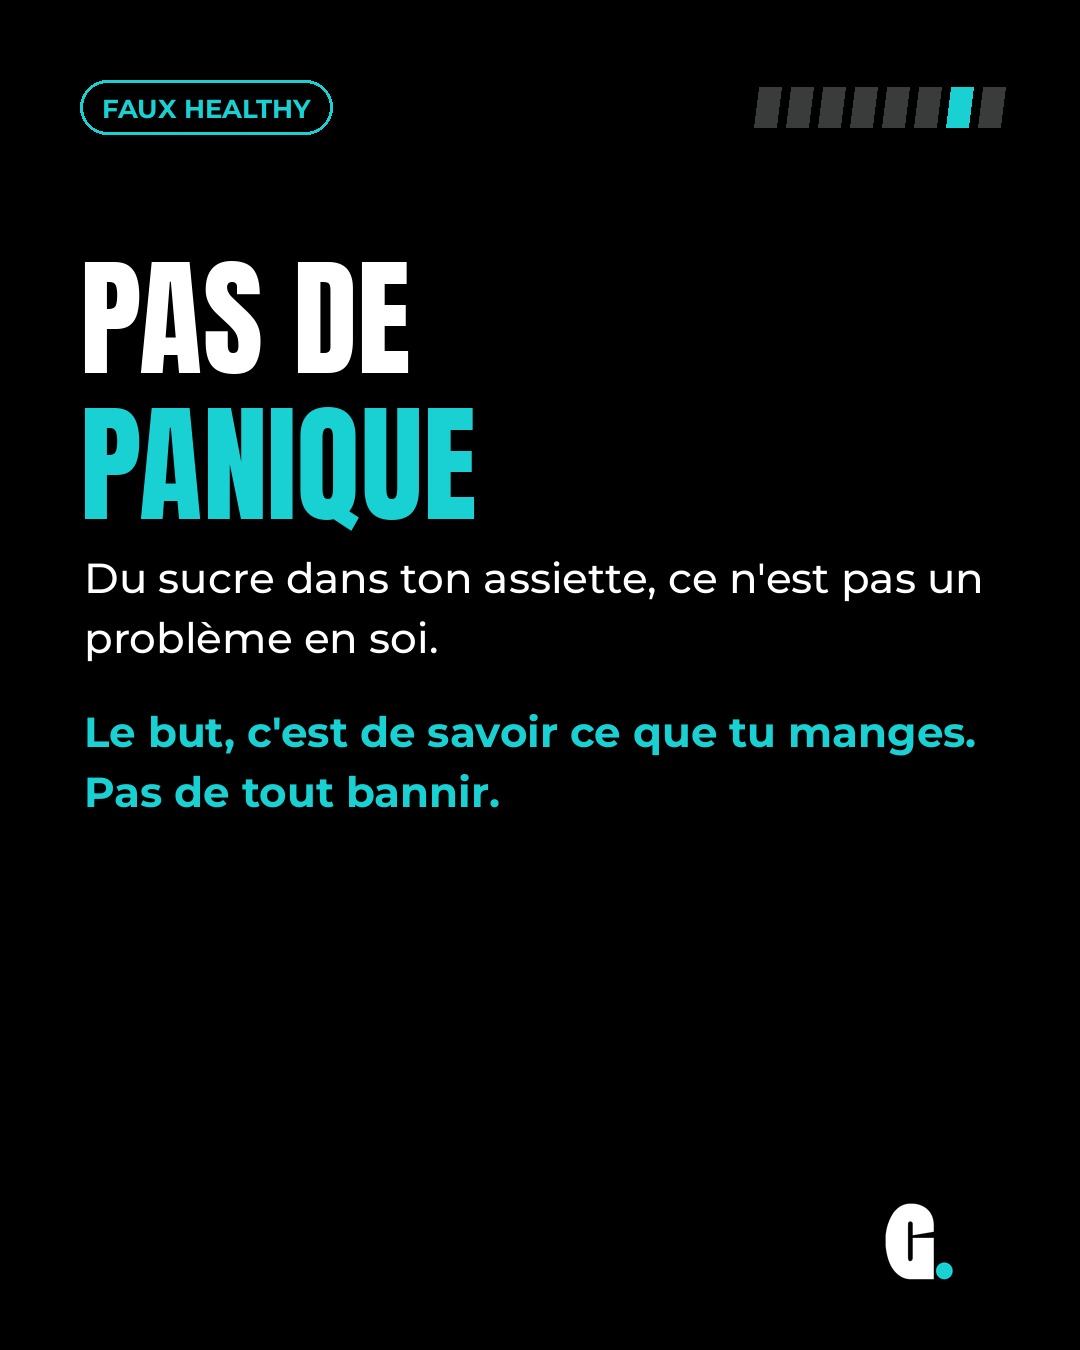 FAUX HEALTHY
PAS DE
PANIQUE
Du sucre dans ton assiette, ce n'est pas un
problème en soi.
Le but, c'est de savoir ce que tu manges.
Pas de tout bannir.
G.